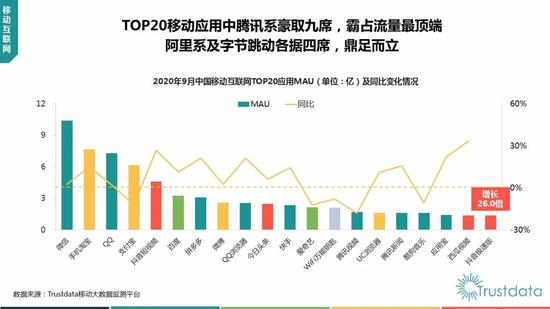 移动互联网
TOP20移动应用中腾讯系豪取九席，霸占流量最顶端
阿里系及字节跳动各据四席，鼎足而立
2020年9月中国移动互联网TOP20应用MAU（单位：亿）及同比变化情况
MAU 同比
12
9
6
3
0
60%
30%
0%
-30%
-60%
增长
26.0倍
微信
手机淘宝
QQ
支付宝
抖音短视频
百度
拼多多
微博
QQ浏览器
今日头条
快手
爱奇艺
WiFi万能钥匙
腾讯视频
UC浏览器
腾讯新闻
酷狗音乐
应用宝
西瓜视频
抖音极速版
数据来源：Trustdata移动大数据监测平台
Trustdata